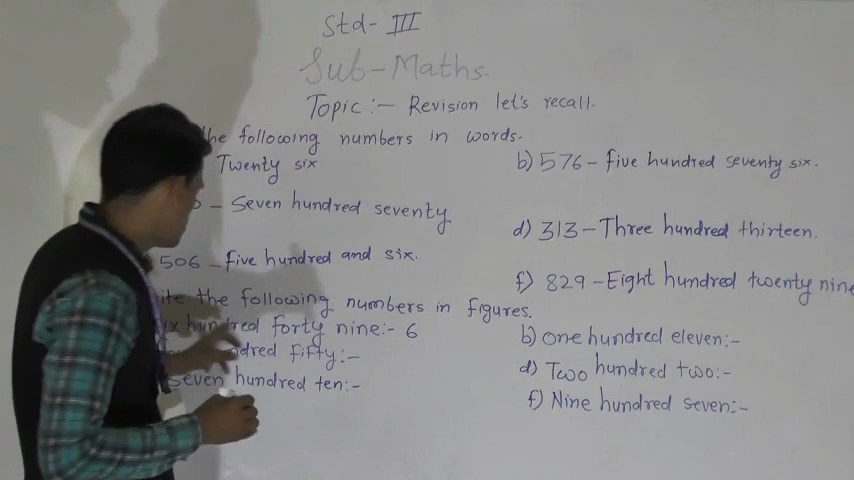 Std- III
Sub-Maths.
Topic :- Revision let's recall.
the following numbers in words.
Twenty six
b) 576 - five hundred seventy six.
- Seven hundred seventy
d) 313 - Three hundred thirteen.
506 - five hundred and six.
f) 829 - Eight hundred twenty nine
the following numbers in figures.
hundred forty nine:- 6
b) One hundred eleven:-
fifty:-
d) Two hundred two:-
seven hundred ten:-
f) Nine hundred seven:-